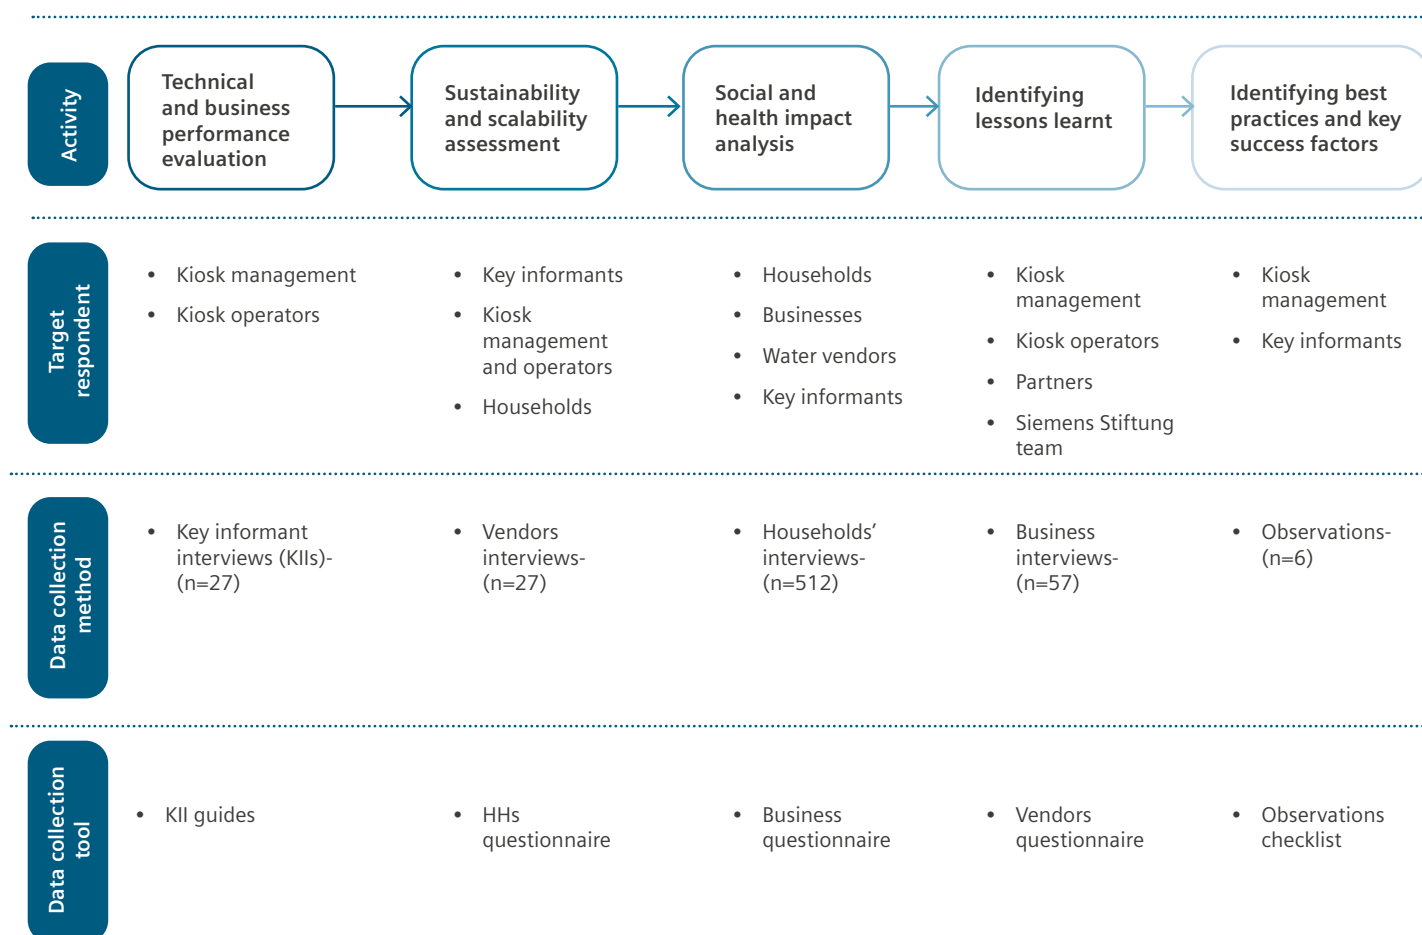 Activity
Technical
and business
performance
evaluation
Sustainability
and scalability
assessment
Social and
health impact
analysis
Identifying
lessons learnt
Identifying best
practices and key
success factors
Target
respondent
• Kiosk management
• Kiosk operators
• Key informants
• Kiosk
management
and operators
• Households
• Households
• Businesses
• Water vendors
• Key informants
• Kiosk
management
• Kiosk operators
• Partners
• Siemens Stiftung
team
• Kiosk
management
• Key informants
Data collection
method
• Key informant
interviews (KIIs)-
(n=27)
• Vendors
interviews-
(n=27)
• Households’
interviews-
(n=512)
• Business
interviews-
(n=57)
• Observations-
(n=6)
Data collection
tool
• KII guides
• HHs
questionnaire
• Business
questionnaire
• Vendors
questionnaire
• Observations
checklist